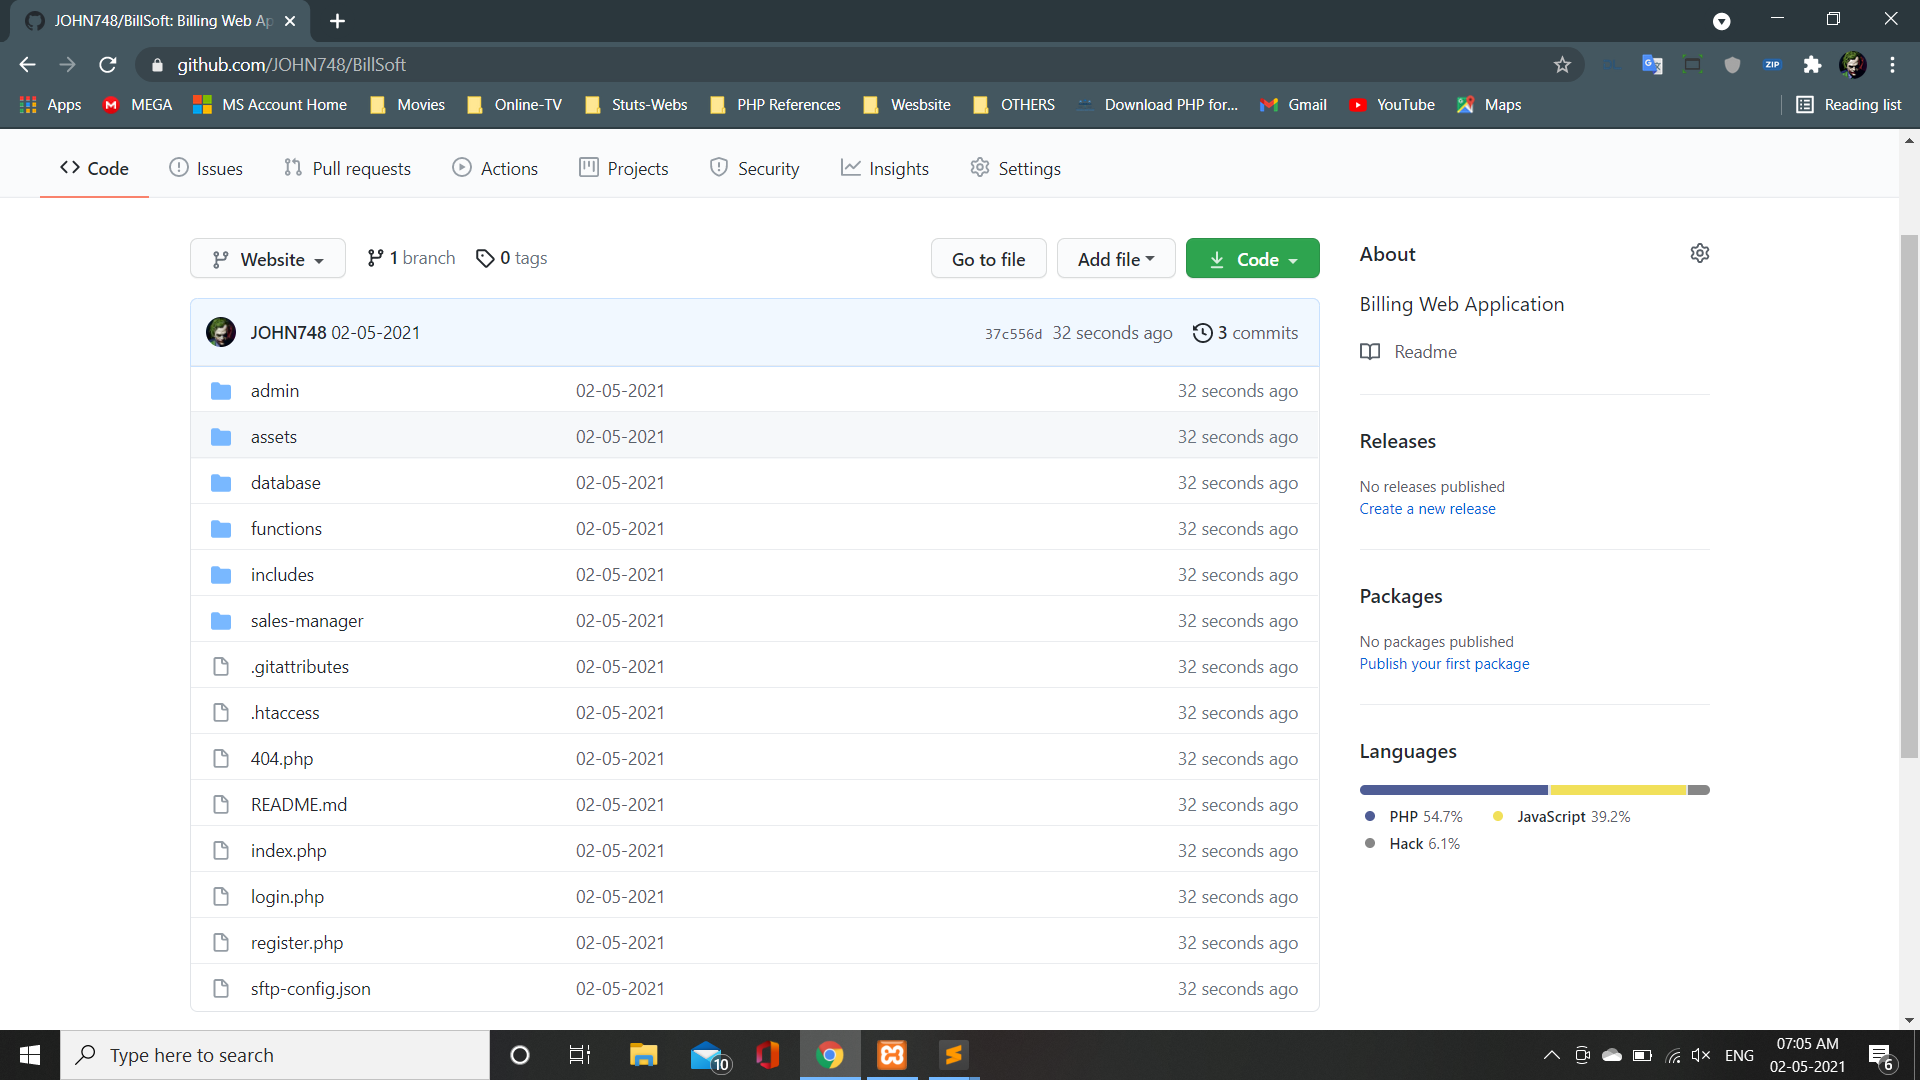 JOHN748/BillSoft: Billing Web Ap
github.com/JOHN748/BillSoft
Apps MEGA MS Account Home Movies Online-TV Stuts-Webs PHP References Wesbsite OTHERS Download PHP for... Gmail YouTube Maps Reading list
ZIP
Code Issues Pull requests Actions Projects Security Insights Settings
Website 1 branch 0 tags Go to file Add file Code
JOHN748 02-05-2021 37c556d 32 seconds ago 3 commits
admin 02-05-2021 32 seconds ago
assets 02-05-2021 32 seconds ago
database 02-05-2021 32 seconds ago
functions 02-05-2021 32 seconds ago
includes 02-05-2021 32 seconds ago
sales-manager 02-05-2021 32 seconds ago
.gitattributes 02-05-2021 32 seconds ago
.htaccess 02-05-2021 32 seconds ago
404.php 02-05-2021 32 seconds ago
README.md 02-05-2021 32 seconds ago
index.php 02-05-2021 32 seconds ago
login.php 02-05-2021 32 seconds ago
register.php 02-05-2021 32 seconds ago
sftp-config.json 02-05-2021 32 seconds ago
About
Billing Web Application
Readme
Releases
No releases published
Create a new release
Packages
No packages published
Publish your first package
Languages
PHP 54.7% JavaScript 39.2%
Hack 6.1%
Type here to search
10
ENG
07:05 AM
02-05-2021
6